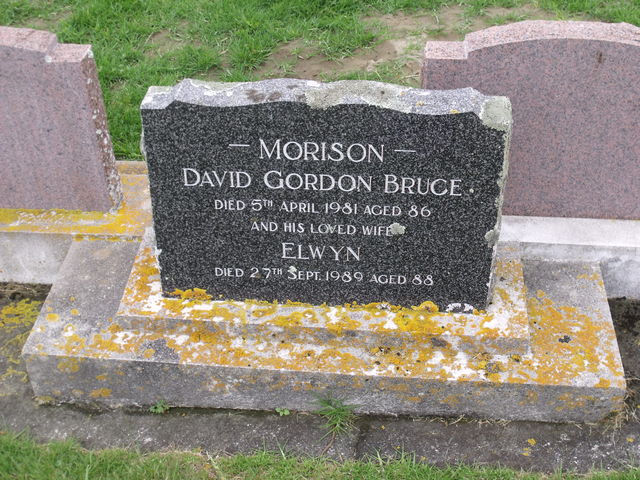 — MORISON —
DAVID GORDON BRUCE
DIED 5TH APRIL 1981 AGED 86
AND HIS LOVED WIFE
ELWYN
DIED 27TH SEPT. 1989 AGED 88